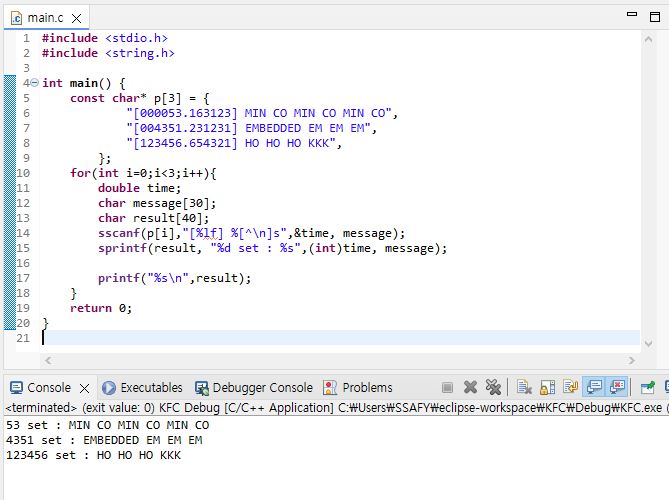 main.c
1 #include <stdio.h>
2 #include <string.h>
3
4 int main() {
5 const char* p[3] = {
6 "[000053.163123] MIN CO MIN CO MIN CO",
7 "[004351.231231] EMBEDDED EM EM EM",
8 "[123456.654321] HO HO HO KKK",
9 };
10 for(int i=0;i<3;i++){
11 double time;
12 char message[30];
13 char result[40];
14 sscanf(p[i],"[%lf] %[^\n]s",&time, message);
15 sprintf(result, "%d set : %s",(int)time, message);
16
17 printf("%s\n",result);
18 }
19 return 0;
20 }
21
Console Executables Debugger Console Problems
<terminated> (exit value: 0) KFC Debug [C/C++ Application] C:₩Users₩SSAFY₩eclipse-workspace₩KFC₩Debug₩KFC.exe (
53 set : MIN CO MIN CO MIN CO
4351 set : EMBEDDED EM EM EM
123456 set : HO HO HO KKK